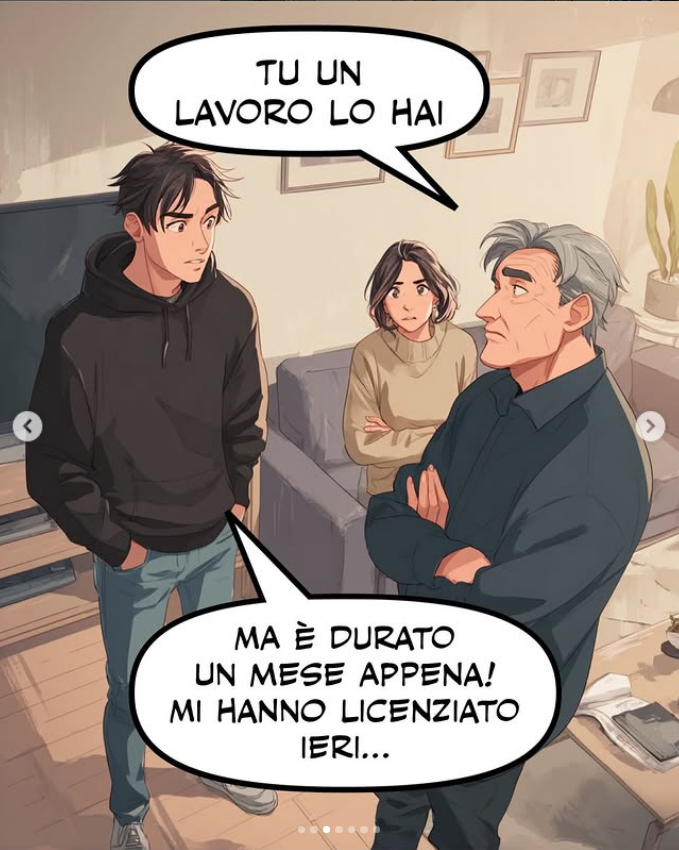 TU UN
LAVORO LO HAI
MA È DURATO
UN MESE APPENA!
MI HANNO LICENZIATO
IERI...